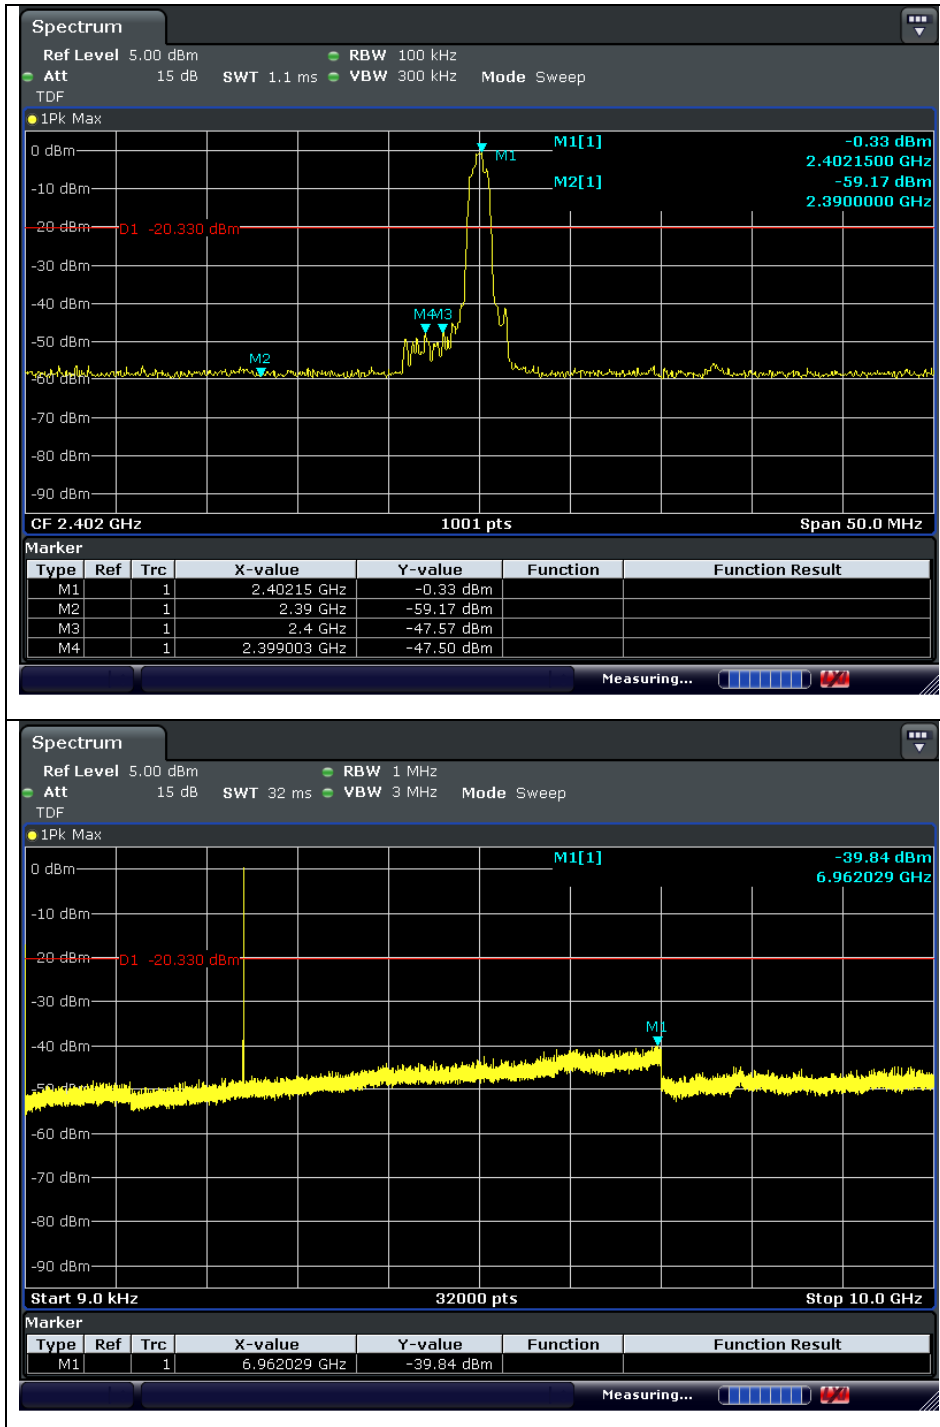 Spectrum
Ref Level 5.00 dBm RBW 100 kHz
Att 15 dB SWT 1.1 ms VBW 300 kHz Mode Sweep
TDF
1Pk Max
M1[1] -0.33 dBm
2.4021500 GHz
M2[1] -59.17 dBm
2.3900000 GHz
0 dBm
M1
-10 dBm
-20 dBm
D1 -20.330 dBm
-30 dBm
-40 dBm
M4 M3
-50 dBm
M2
-60 dBm
-70 dBm
-80 dBm
-90 dBm
CF 2.402 GHz 1001 pts Span 50.0 MHz
Marker
Type Ref Trc X-value Y-value Function Function Result
M1 1 2.40215 GHz -0.33 dBm
M2 1 2.39 GHz -59.17 dBm
M3 1 2.4 GHz -47.57 dBm
M4 1 2.399003 GHz -47.50 dBm
Measuring...
Spectrum
Ref Level 5.00 dBm RBW 1 MHz
Att 15 dB SWT 32 ms VBW 3 MHz Mode Sweep
TDF
1Pk Max
M1[1] -39.84 dBm
6.962029 GHz
0 dBm
-10 dBm
-20 dBm
D1 -20.330 dBm
-30 dBm
M1
-40 dBm
-50 dBm
-60 dBm
-70 dBm
-80 dBm
-90 dBm
Start 9.0 kHz 32000 pts Stop 10.0 GHz
Marker
Type Ref Trc X-value Y-value Function Function Result
M1 1 6.962029 GHz -39.84 dBm
Measuring...